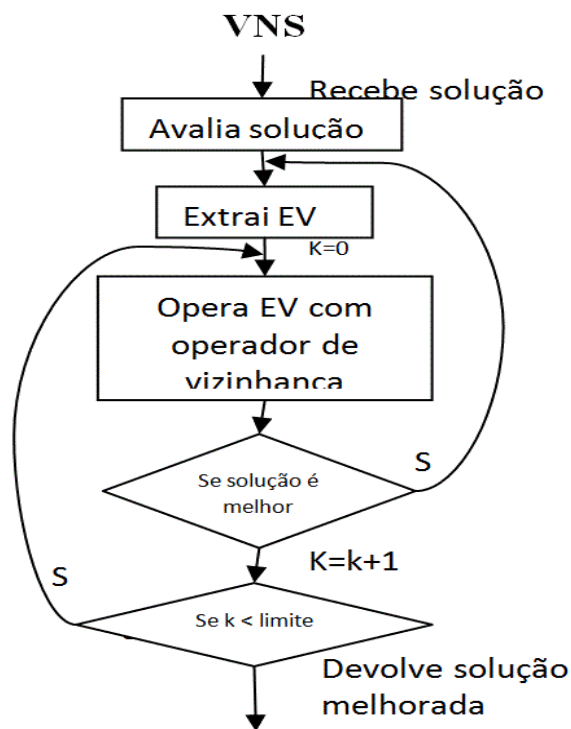 VNS
Recebe solução
Avalia solução
Extrai EV
K=0
Opera EV com
operador de
vizinhança
Se solução é
melhor
S
K=k+1
S
Se k < limite
Devolve solução
melhorada